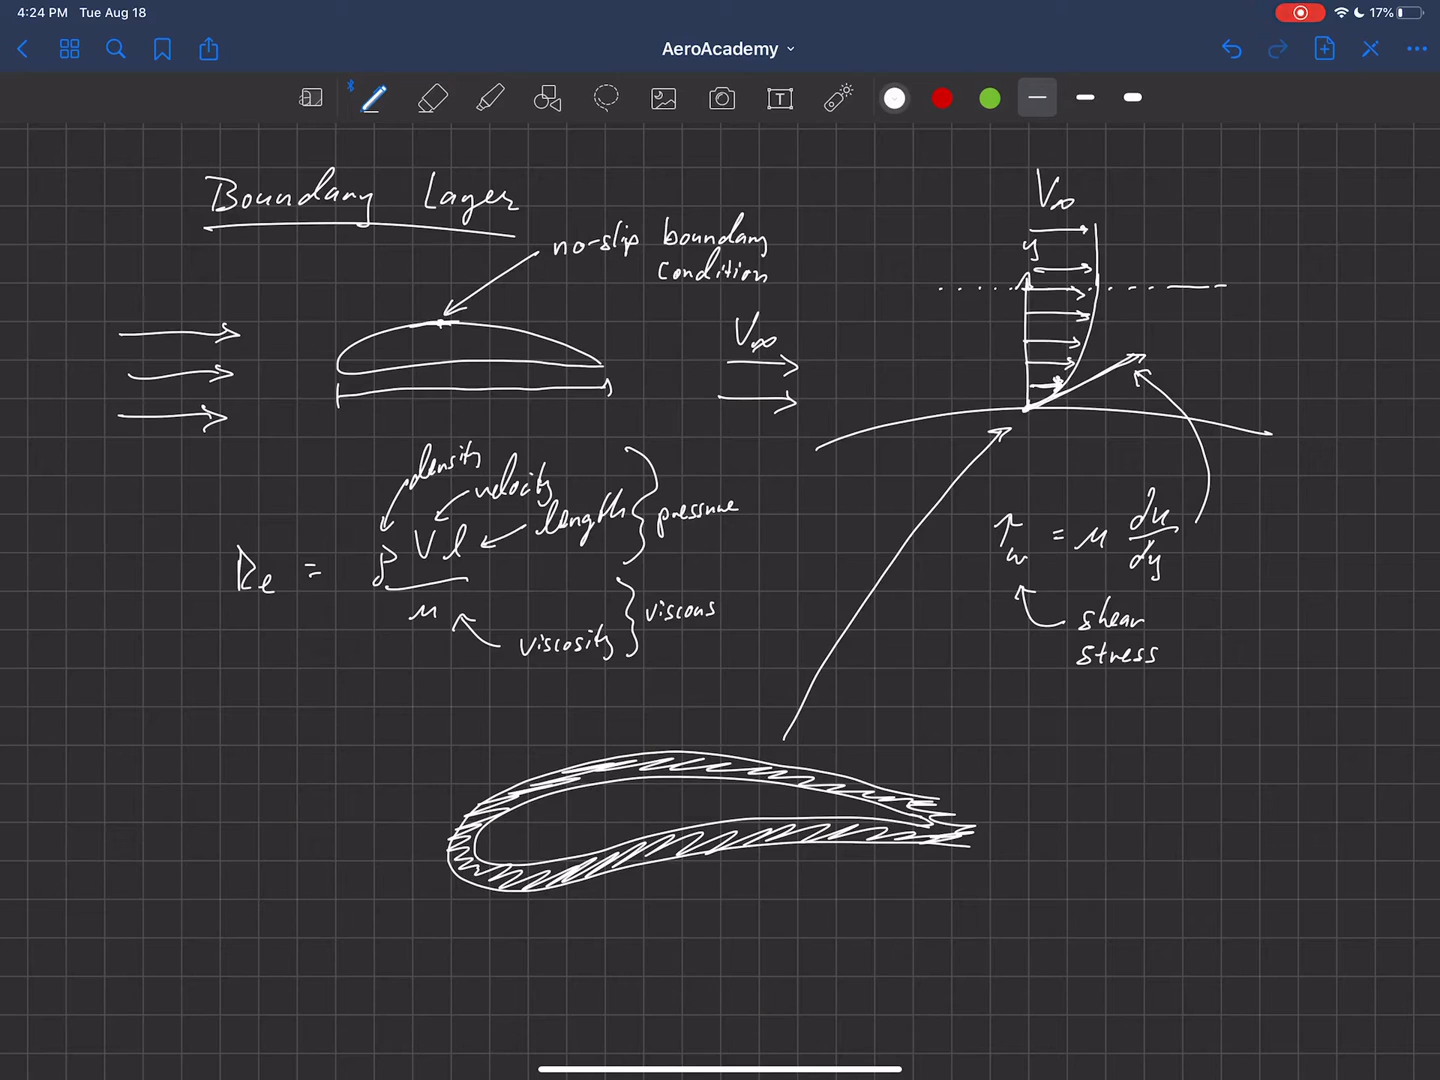 4:24 PM Tue Aug 18
17%
AeroAcademy
T
Boundary Layer
no-slip boundary
condition
V∞
V∞
y
density
velocity
length
pressure
Re = ρVl
μ
viscosity
viscous
τw = μ du
dy
shear
stress